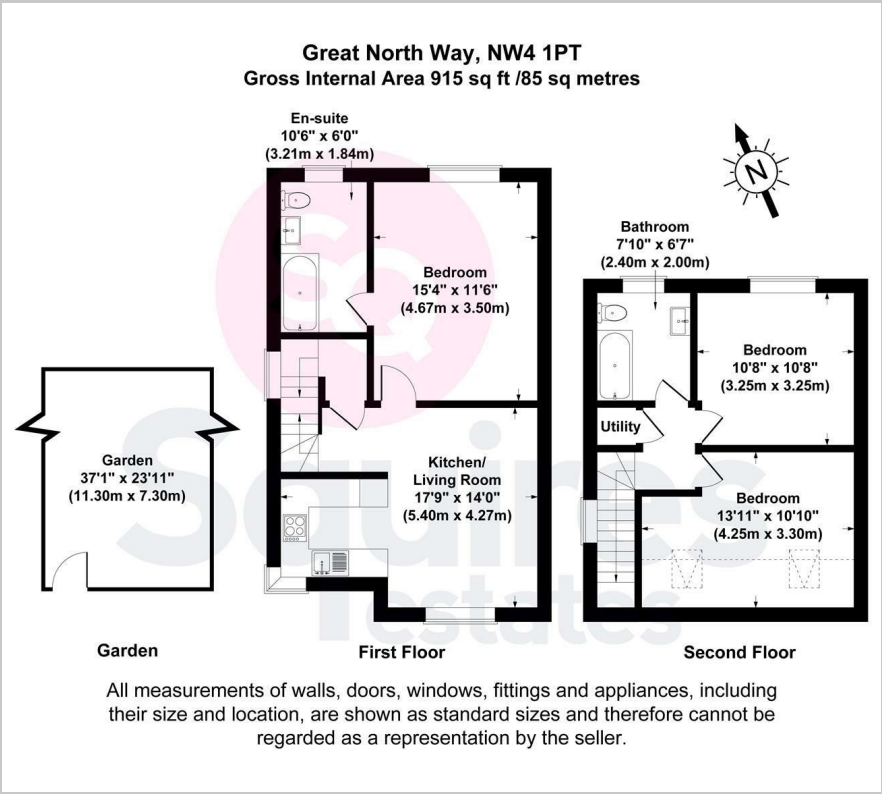 Great North Way, NW4 1PT
Gross Internal Area 915 sq ft /85 sq metres
En-suite
10'6" x 6'0"
(3.21m x 1.84m)
N
Bathroom
7'10" x 6'7"
(2.40m x 2.00m)
Bedroom
15'4" x 11'6"
(4.67m x 3.50m)
Bedroom
10'8" x 10'8"
(3.25m x 3.25m)
Utility
Garden
37'1" x 23'11"
(11.30m x 7.30m)
Kitchen/
Living Room
17'9" x 14'0"
(5.40m x 4.27m)
Bedroom
13'11" x 10'10"
(4.25m x 3.30m)
SQ
Squires
estates
Garden
First Floor
Second Floor
All measurements of walls, doors, windows, fittings and appliances, including
their size and location, are shown as standard sizes and therefore cannot be
regarded as a representation by the seller.